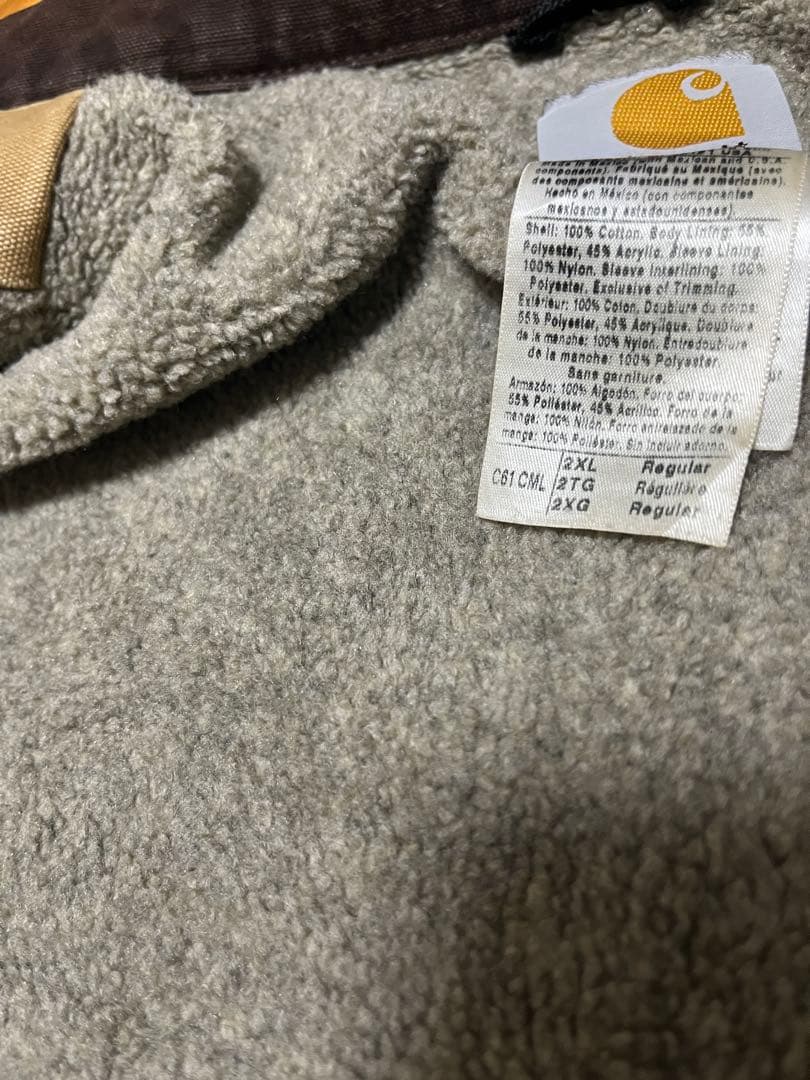 USA
Made in Mexico (with Mexican and U.S.A.
components). Fabriqué au Mexique (avec
des composants mexicains et américains).
Hecho en México (con componentes
mexicanos y estadounidenses).
Shell: 100% Cotton. Body Lining: 55%
Polyester, 45% Acrylic. Sleeve Lining:
100% Nylon. Sleeve Interlining: 100%
Polyester. Exclusive of Trimming.
Extérieur: 100% Coton. Doublure du corps:
55% Polyester, 45% Acrylique. Doublure
de la manche: 100% Nylon. Entredoublure
de la manche: 100% Polyester.
Sans garniture.
Armazón: 100% Algodón. Forro del cuerpo:
55% Poliéster, 45% Acrílico. Forro de la
manga: 100% Nilón. Forro entrelazado de la
manga: 100% Poliéster. Sin incluir adorno.
C61 CML
2XL Regular
2TG Régulière
2XG Regular